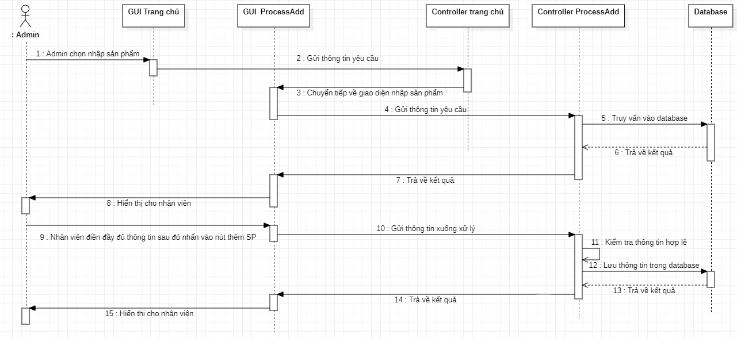 GUI Trang chủ
GUI ProcessAdd
Controller trang chủ
Controller ProcessAdd
Database
: Admin
1 : Admin chọn nhập sản phẩm
2 : Gửi thông tin yêu cầu
3 : Chuyển tiếp về giao diện nhập sản phẩm
4 : Gửi thông tin yêu cầu
5 : Truy vấn vào database
6 : Trả về kết quả
7 : Trả về kết quả
8 : Hiển thị cho nhân viên
9 : Nhân viên điền đầy đủ thông tin sau đó nhấn vào nút thêm SP
10 : Gửi thông tin xuống xử lý
11 : Kiểm tra thông tin hợp lệ
12 : Lưu thông tin trong database
13 : Trả về kết quả
14 : Trả về kết quả
15 : Hiển thị cho nhân viên